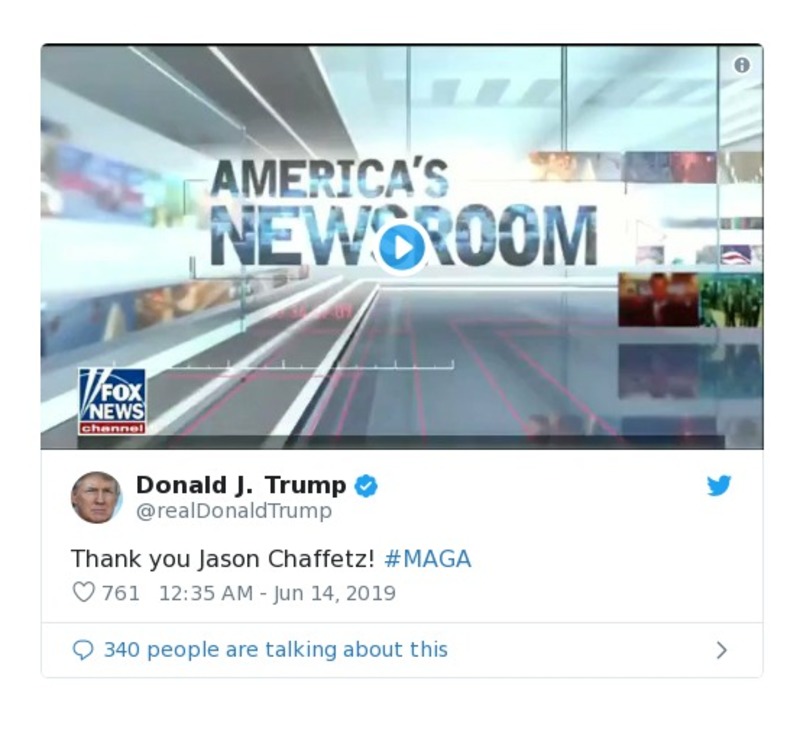 AMERICA'S
NEWSROOM
FOX
NEWS
channel
Donald J. Trump
@realDonaldTrump
Thank you Jason Chaffetz! #MAGA
761 12:35 AM - Jun 14, 2019
340 people are talking about this